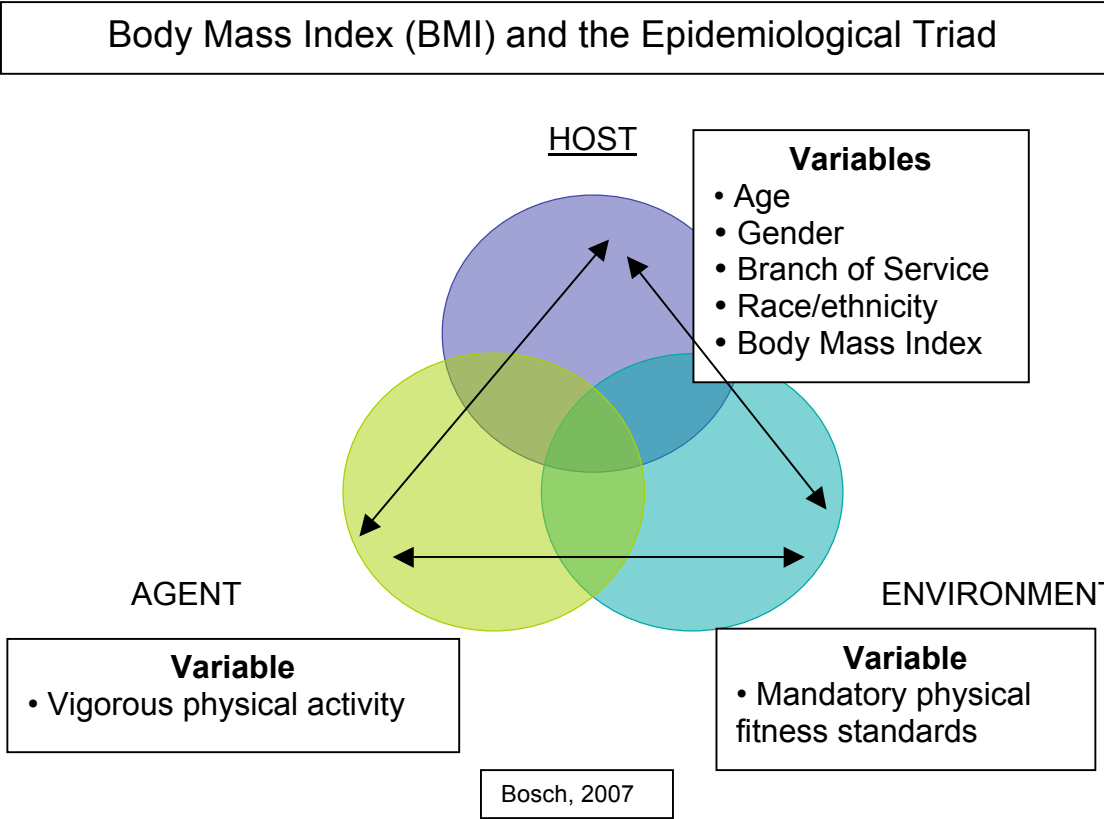 Body Mass Index (BMI) and the Epidemiological Triad
HOST
Variables
• Age
• Gender
• Branch of Service
• Race/ethnicity
• Body Mass Index
AGENT
ENVIRONMENT
Variable
• Vigorous physical activity
Variable
• Mandatory physical
fitness standards
Bosch, 2007